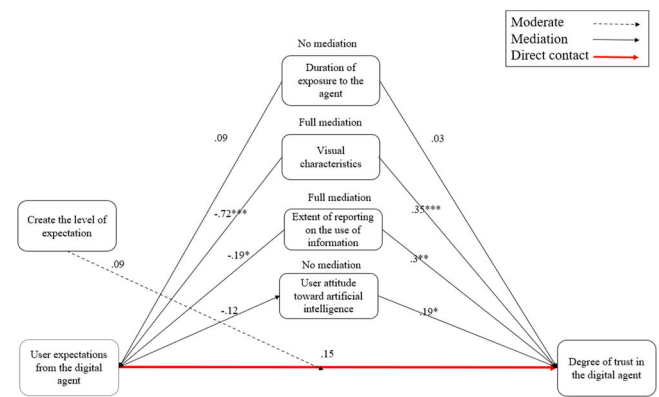 Moderate
Mediation
Direct contact
No mediation
Duration of
exposure to the
agent
.09
.03
Full mediation
Visual
characteristics
-.72***
.35***
Full mediation
Extent of reporting
on the use of
information
-.19*
.3**
Create the level of
expectation
.09
No mediation
User attitude
toward artificial
intelligence
-.12
.19*
User expectations
from the digital
agent
.15
Degree of trust in
the digital agent